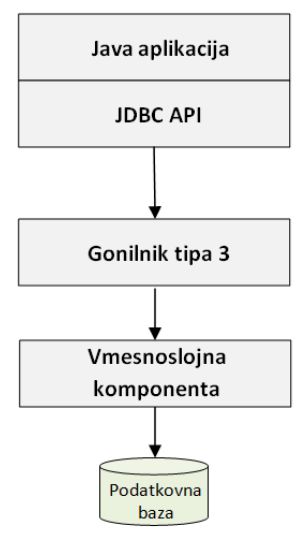 Java aplikacija
JDBC API
Gonilnik tipa 3
Vmesnoslojna
komponenta
Podatkovna
baza